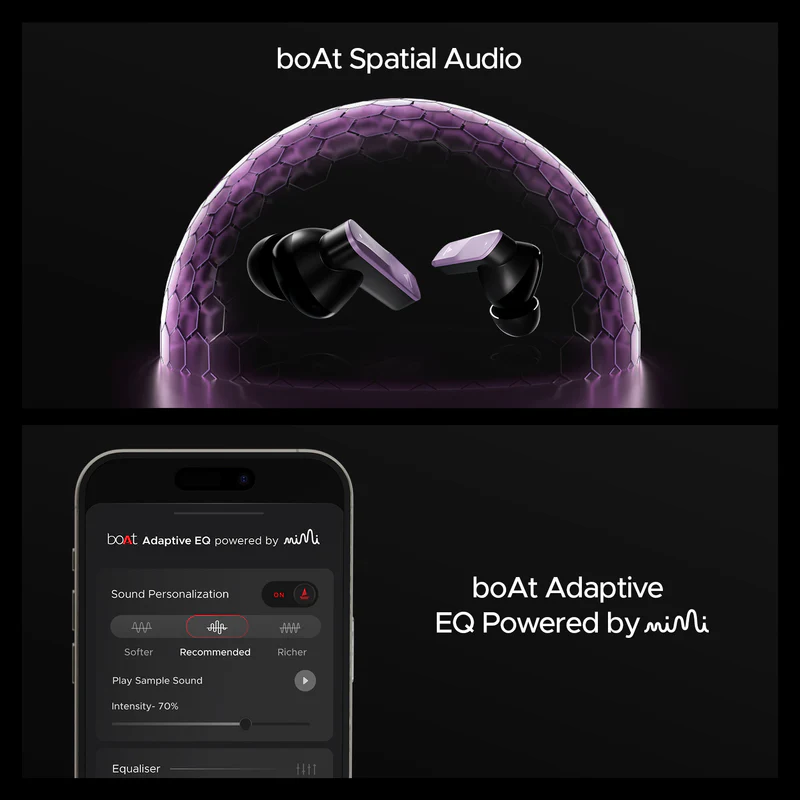 boAt Spatial Audio
boAt Adaptive EQ powered by mimi
Sound Personalization
ON
Softer Recommended Richer
Play Sample Sound
Intensity- 70%
Equaliser
boAt Adaptive
EQ Powered by mimi